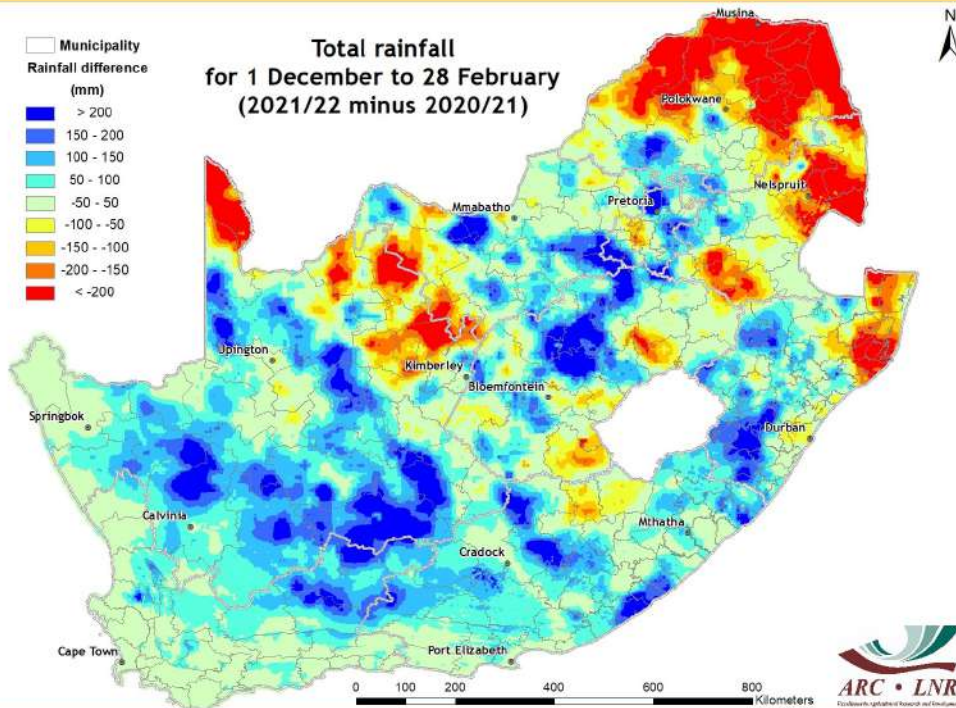 Total rainfall
for 1 December to 28 February
(2021/22 minus 2020/21)
Municipality
Rainfall difference
(mm)
> 200
150 - 200
100 - 150
50 - 100
-50 - 50
-100 - -50
-150 - -100
-200 - -150
< -200
N
Musina
Polokwane
Nelspruit
Pretoria
Mmabatho
Upington
Kimberley
Bloemfontein
Springbok
Durban
Calvinia
Mthatha
Cradock
Cape Town
Port Elizabeth
0 100 200 400 600 800
Kilometers
ARC • LNR